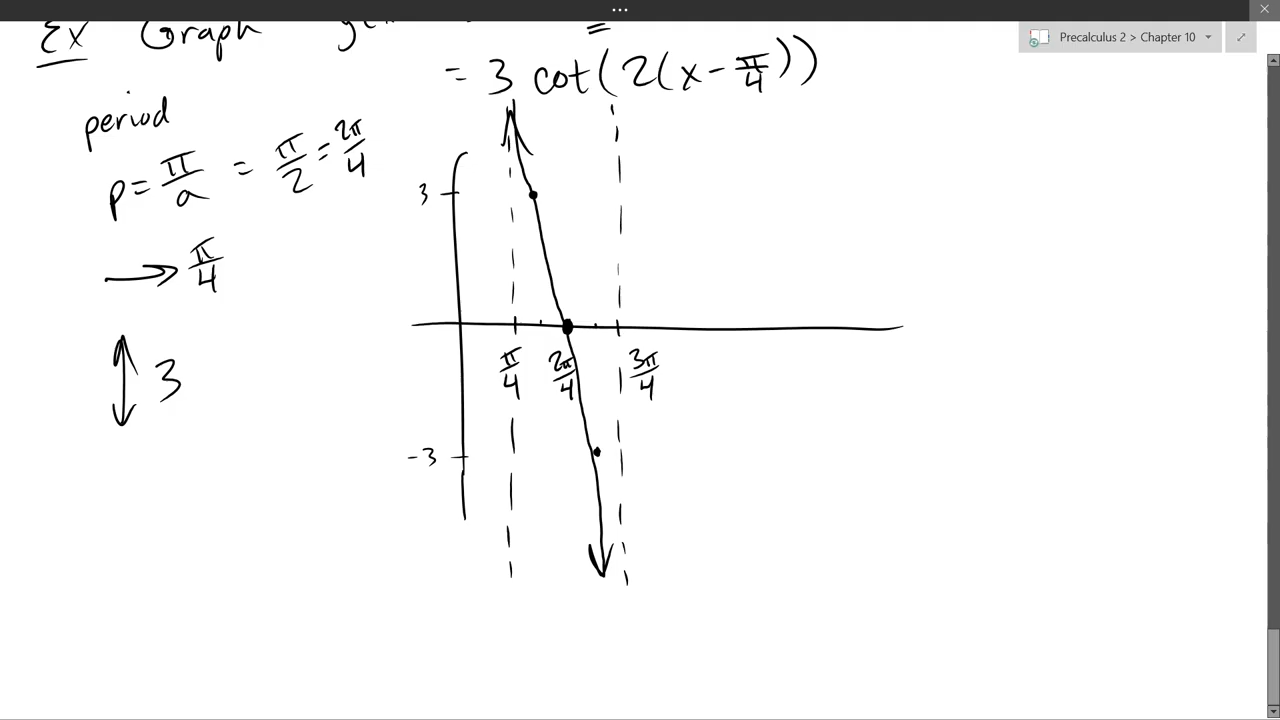 Ex Graph
= 3 cot(2(x - π/4))
Precalculus 2 > Chapter 10
period
p = π/a = π/2 = 2π/4
3
→ π/4
π/4 2π/4 3π/4
3
-3